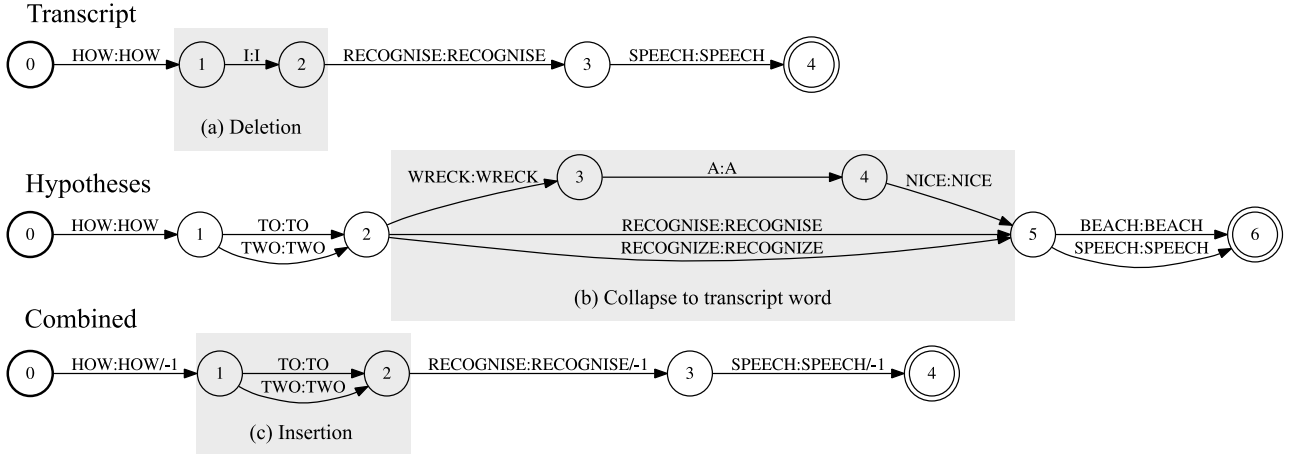 Transcript
0 HOW:HOW 1 I:I 2 RECOGNISE:RECOGNISE 3 SPEECH:SPEECH 4
(a) Deletion
Hypotheses
WRECK:WRECK 3 A:A 4 NICE:NICE
0 HOW:HOW 1 TO:TO 2 RECOGNISE:RECOGNISE 5 BEACH:BEACH 6
TWO:TWO RECOGNIZE:RECOGNIZE SPEECH:SPEECH
(b) Collapse to transcript word
Combined
0 HOW:HOW/-1 1 TO:TO 2 RECOGNISE:RECOGNISE/-1 3 SPEECH:SPEECH/-1 4
TWO:TWO
(c) Insertion